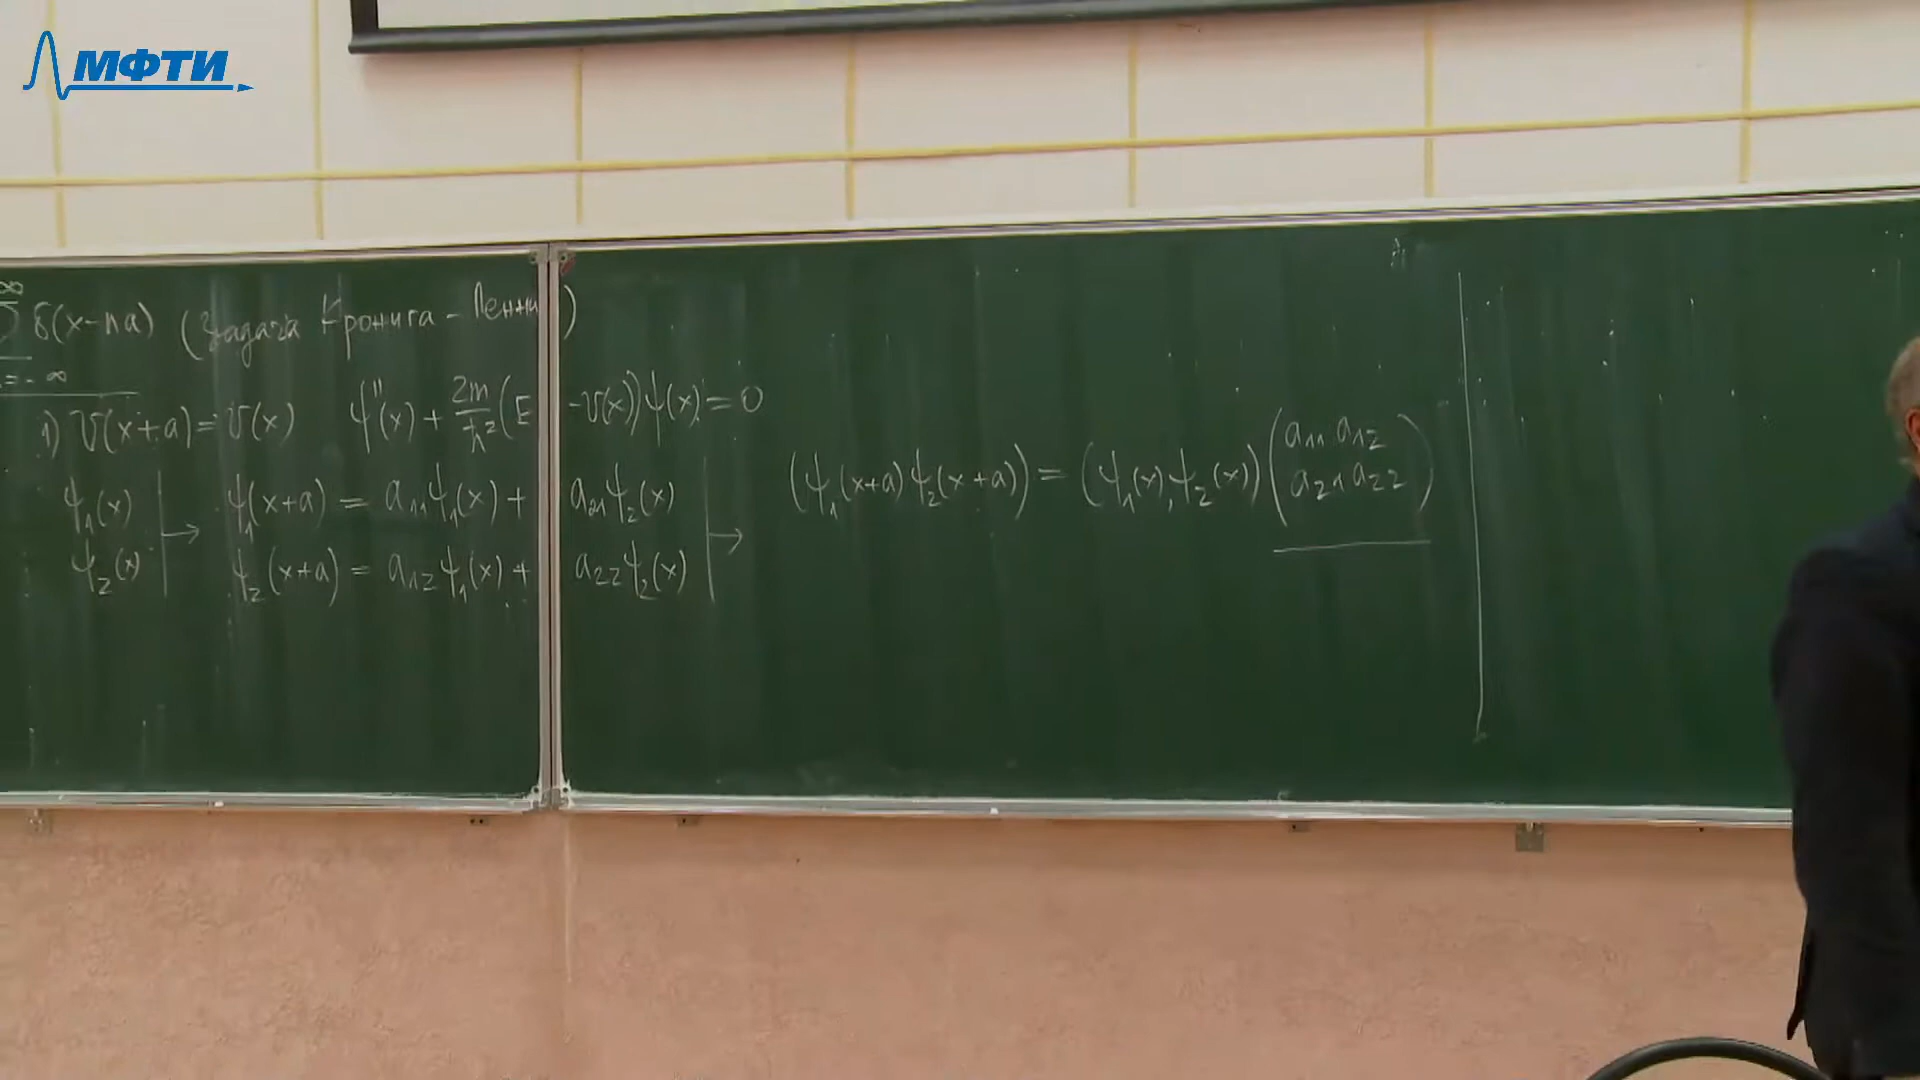 МФТИ
∞
δ(x-na) (Задача Кронига - Пенни)
=-∞
1) V(x+a)=V(x) ψ''(x) + 2m/ħ² (E - V(x))ψ(x)=0
ψ₁(x) → ψ₁(x+a) = a₁₁ψ₁(x) + a₂₁ψ₂(x) →
ψ₂(x) ψ₂(x+a) = a₁₂ψ₁(x) + a₂₂ψ₂(x)
(ψ₁(x+a) ψ₂(x+a)) = (ψ₁(x), ψ₂(x)) (a₁₁ a₁₂
a₂₁ a₂₂)